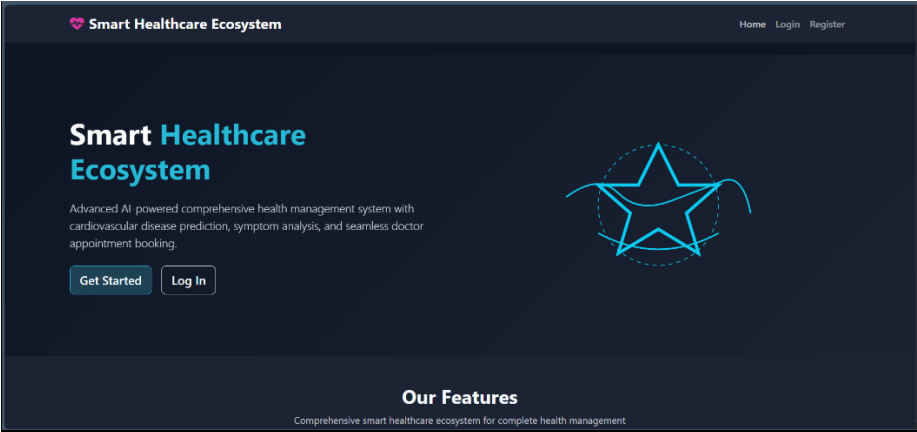 Smart Healthcare Ecosystem
Home Login Register
Smart Healthcare
Ecosystem
Advanced AI-powered comprehensive health management system with
cardiovascular disease prediction, symptom analysis, and seamless doctor
appointment booking.
Get Started Log In
Our Features
Comprehensive smart healthcare ecosystem for complete health management